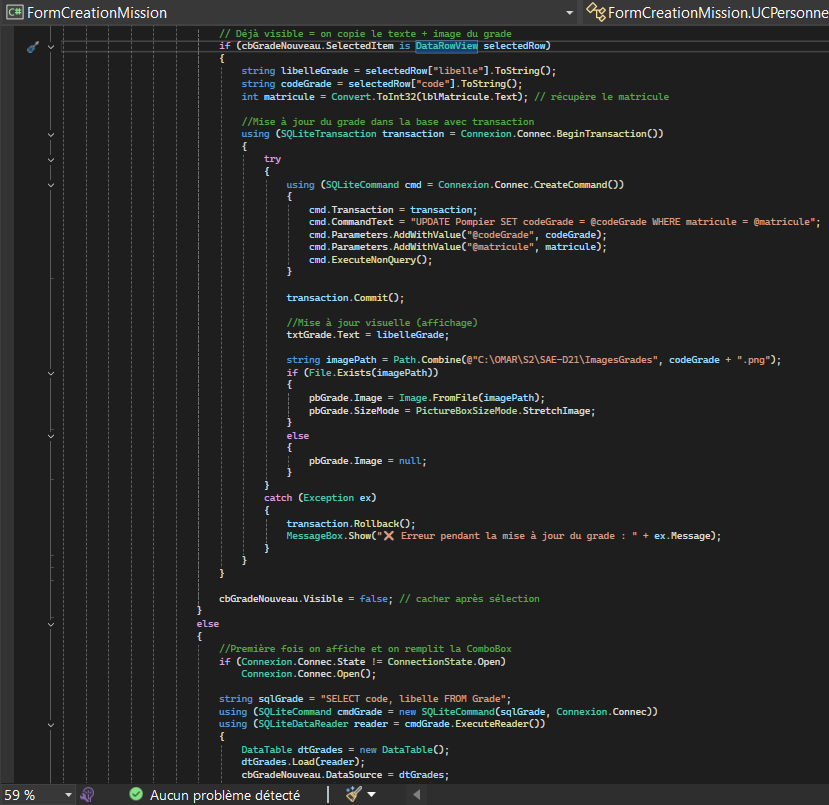 C# FormCreationMission FormCreationMission.UCPersonne
// Déjà visible = on copie le texte + image du grade
if (cbGradeNouveau.SelectedItem is DataRowView selectedRow)
{
string libelleGrade = selectedRow["libelle"].ToString();
string codeGrade = selectedRow["code"].ToString();
int matricule = Convert.ToInt32(lblMatricule.Text); // récupère le matricule
//Mise à jour du grade dans la base avec transaction
using (SQLiteTransaction transaction = Connexion.Connec.BeginTransaction())
{
try
{
using (SQLiteCommand cmd = Connexion.Connec.CreateCommand())
{
cmd.Transaction = transaction;
cmd.CommandText = "UPDATE Pompier SET codeGrade = @codeGrade WHERE matricule = @matricule";
cmd.Parameters.AddWithValue("@codeGrade", codeGrade);
cmd.Parameters.AddWithValue("@matricule", matricule);
cmd.ExecuteNonQuery();
}
transaction.Commit();
//Mise à jour visuelle (affichage)
txtGrade.Text = libelleGrade;
string imagePath = Path.Combine(@"C:\OMAR\S2\SAE-D21\ImagesGrades", codeGrade + ".png");
if (File.Exists(imagePath))
{
pbGrade.Image = Image.FromFile(imagePath);
pbGrade.SizeMode = PictureBoxSizeMode.StretchImage;
}
else
{
pbGrade.Image = null;
}
}
catch (Exception ex)
{
transaction.Rollback();
MessageBox.Show("❌ Erreur pendant la mise à jour du grade : " + ex.Message);
}
}
}
cbGradeNouveau.Visible = false; // cacher après sélection
}
else
{
//Première fois on affiche et on remplit la ComboBox
if (Connexion.Connec.State != ConnectionState.Open)
Connexion.Connec.Open();
string sqlGrade = "SELECT code, libelle FROM Grade";
using (SQLiteCommand cmdGrade = new SQLiteCommand(sqlGrade, Connexion.Connec))
using (SQLiteDataReader reader = cmdGrade.ExecuteReader())
{
DataTable dtGrades = new DataTable();
dtGrades.Load(reader);
cbGradeNouveau.DataSource = dtGrades;
59 % Aucun problème détecté